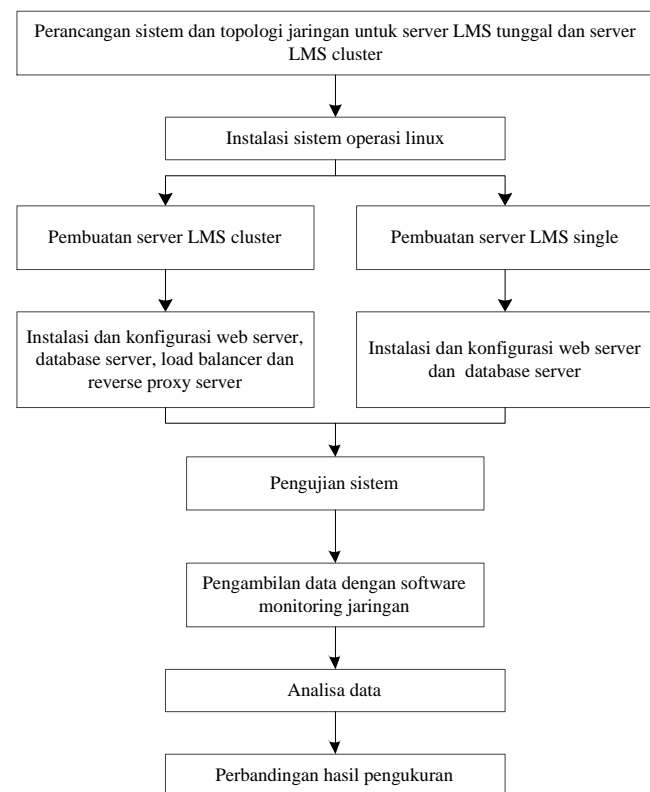 Perancangan sistem dan topologi jaringan untuk server LMS tunggal dan server
LMS cluster
Instalasi sistem operasi linux
Pembuatan server LMS cluster
Pembuatan server LMS single
Instalasi dan konfigurasi web server,
database server, load balancer dan
reverse proxy server
Instalasi dan konfigurasi web server
dan database server
Pengujian sistem
Pengambilan data dengan software
monitoring jaringan
Analisa data
Perbandingan hasil pengukuran